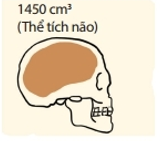 1450 cm³
(Thể tích não)